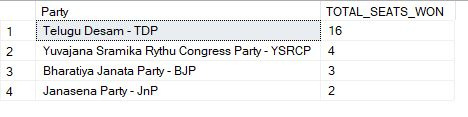 Party TOTAL_SEATS_WON
1 Telugu Desam - TDP 16
2 Yuvajana Sramika Rythu Congress Party - YSRCP 4
3 Bharatiya Janata Party - BJP 3
4 Janasena Party - JnP 2